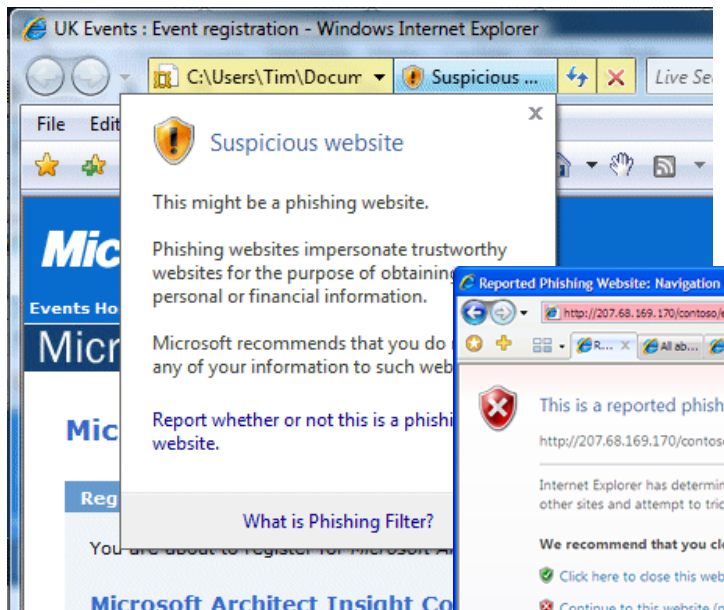 UK Events : Event registration - Windows Internet Explorer
C:\Users\Tim\Docum
Suspicious ...
Live Se
File Edit
Suspicious website
This might be a phishing website.
Phishing websites impersonate trustworthy
websites for the purpose of obtaining
personal or financial information.
Microsoft recommends that you do
any of your information to such web
Report whether or not this is a phishi
website.
What is Phishing Filter?
Mic
Events Ho
Micr
Mic
Reg
You are about to register for Microsoft A
Microsoft Architect Insight Co
Reported Phishing Website: Navigation
http://207.68.169.170/contoso/e
R... All ab...
This is a reported phish
http://207.68.169.170/contos
Internet Explorer has determin
other sites and attempt to tric
We recommend that you clo
Click here to close this web
Continue to this website (